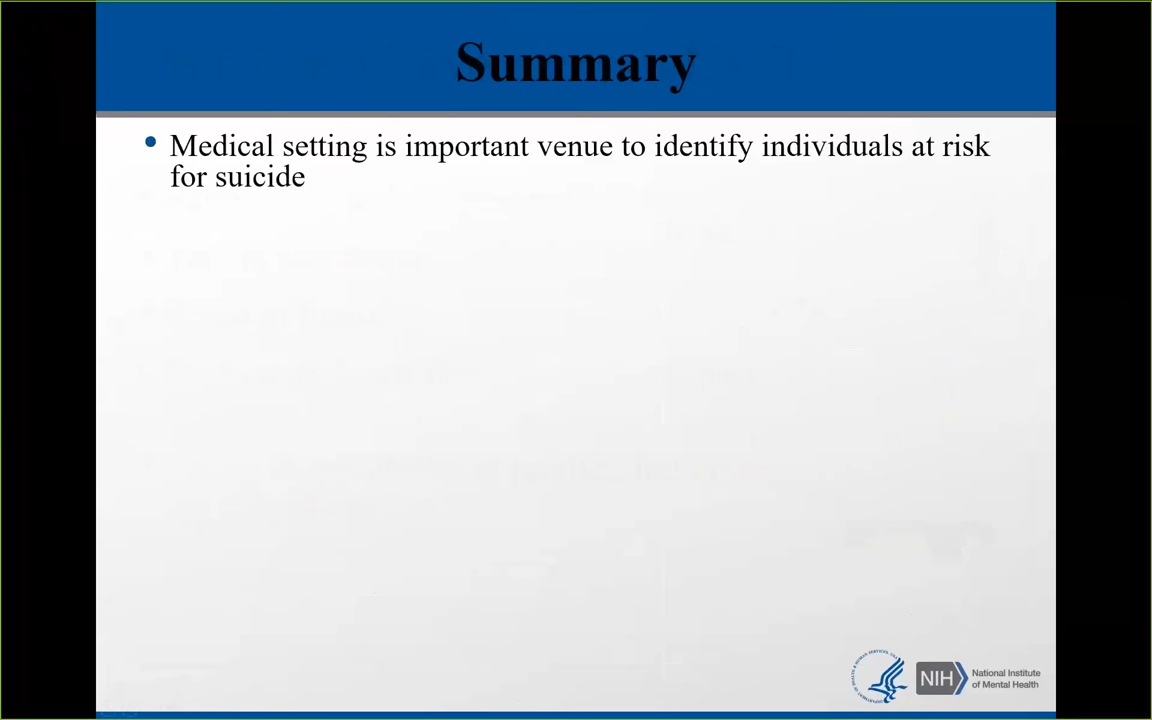 Summary
• Medical setting is important venue to identify individuals at risk
for suicide
NIH
National Institute
of Mental Health